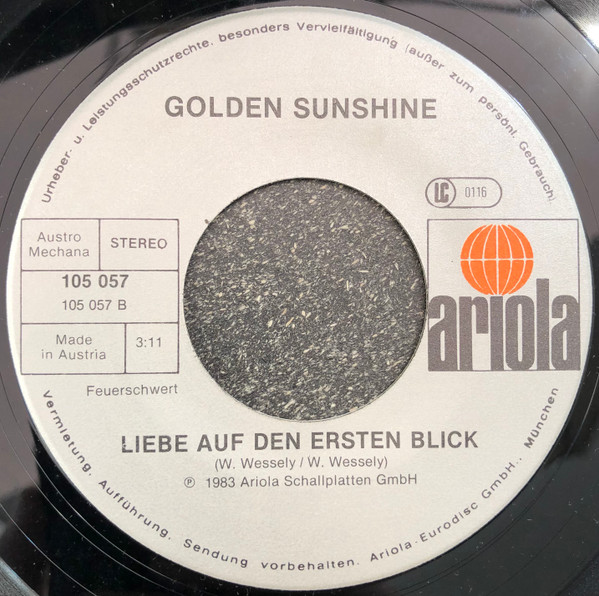 Urheber- u. Leistungsschutzrechte, besonders Vervielfältigung (außer zum persönl. Gebrauch)
GOLDEN SUNSHINE
LC 0116
Austro
Mechana
STEREO
105 057
105 057 B
Made
in Austria
3:11
ariola
Feuerschwert
LIEBE AUF DEN ERSTEN BLICK
(W. Wessely / W. Wessely)
℗ 1983 Ariola Schallplatten GmbH
Vermietung, Aufführung, Sendung vorbehalten. Ariola-Eurodisc GmbH., München